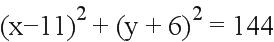 (x−11)² + (y + 6)² = 144